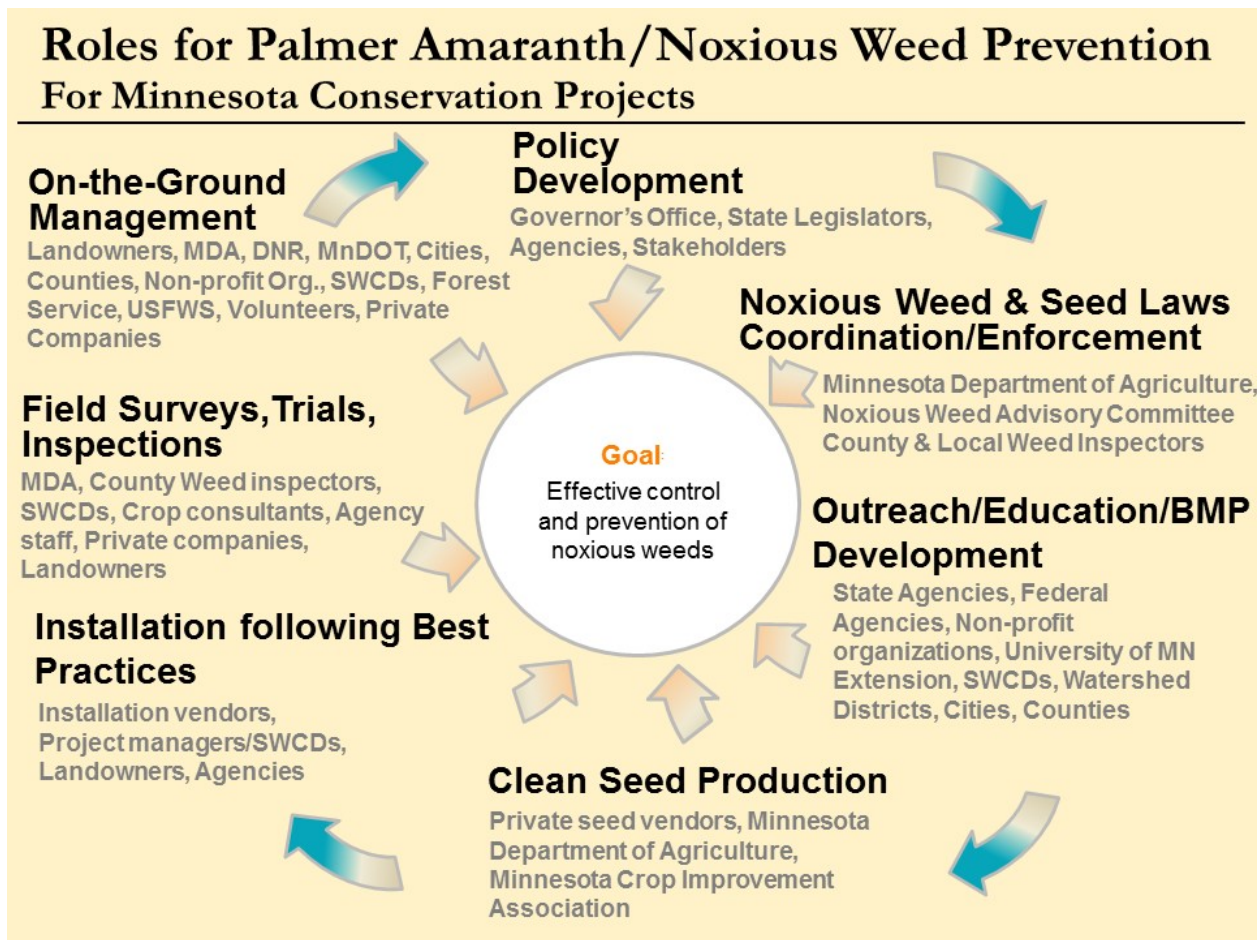 Roles for Palmer Amaranth/Noxious Weed Prevention
For Minnesota Conservation Projects
Policy
Development
Governor's Office, State Legislators,
Agencies, Stakeholders
Noxious Weed & Seed Laws
Coordination/Enforcement
Minnesota Department of Agriculture,
Noxious Weed Advisory Committee
County & Local Weed Inspectors
Outreach/Education/BMP
Development
State Agencies, Federal
Agencies, Non-profit
organizations, University of MN
Extension, SWCDs, Watershed
Districts, Cities, Counties
Clean Seed Production
Private seed vendors, Minnesota
Department of Agriculture,
Minnesota Crop Improvement
Association
Installation following Best
Practices
Installation vendors,
Project managers/SWCDs,
Landowners, Agencies
Field Surveys, Trials,
Inspections
MDA, County Weed inspectors,
SWCDs, Crop consultants, Agency
staff, Private companies,
Landowners
On-the-Ground
Management
Landowners, MDA, DNR, MnDOT, Cities,
Counties, Non-profit Org., SWCDs, Forest
Service, USFWS, Volunteers, Private
Companies
Goal:
Effective control
and prevention of
noxious weeds